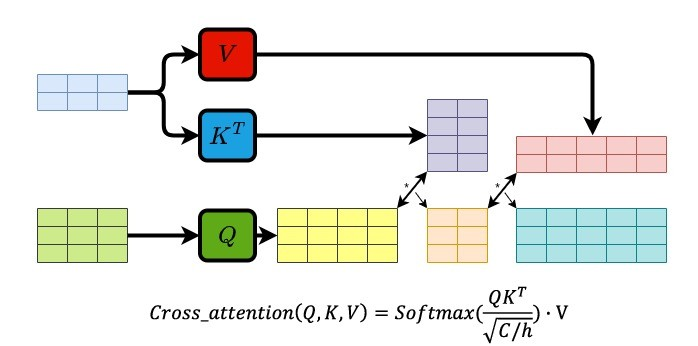 V
K^T
*
*
Q
Cross_attention(Q, K, V) = Softmax(QK^T / √C/h) · V